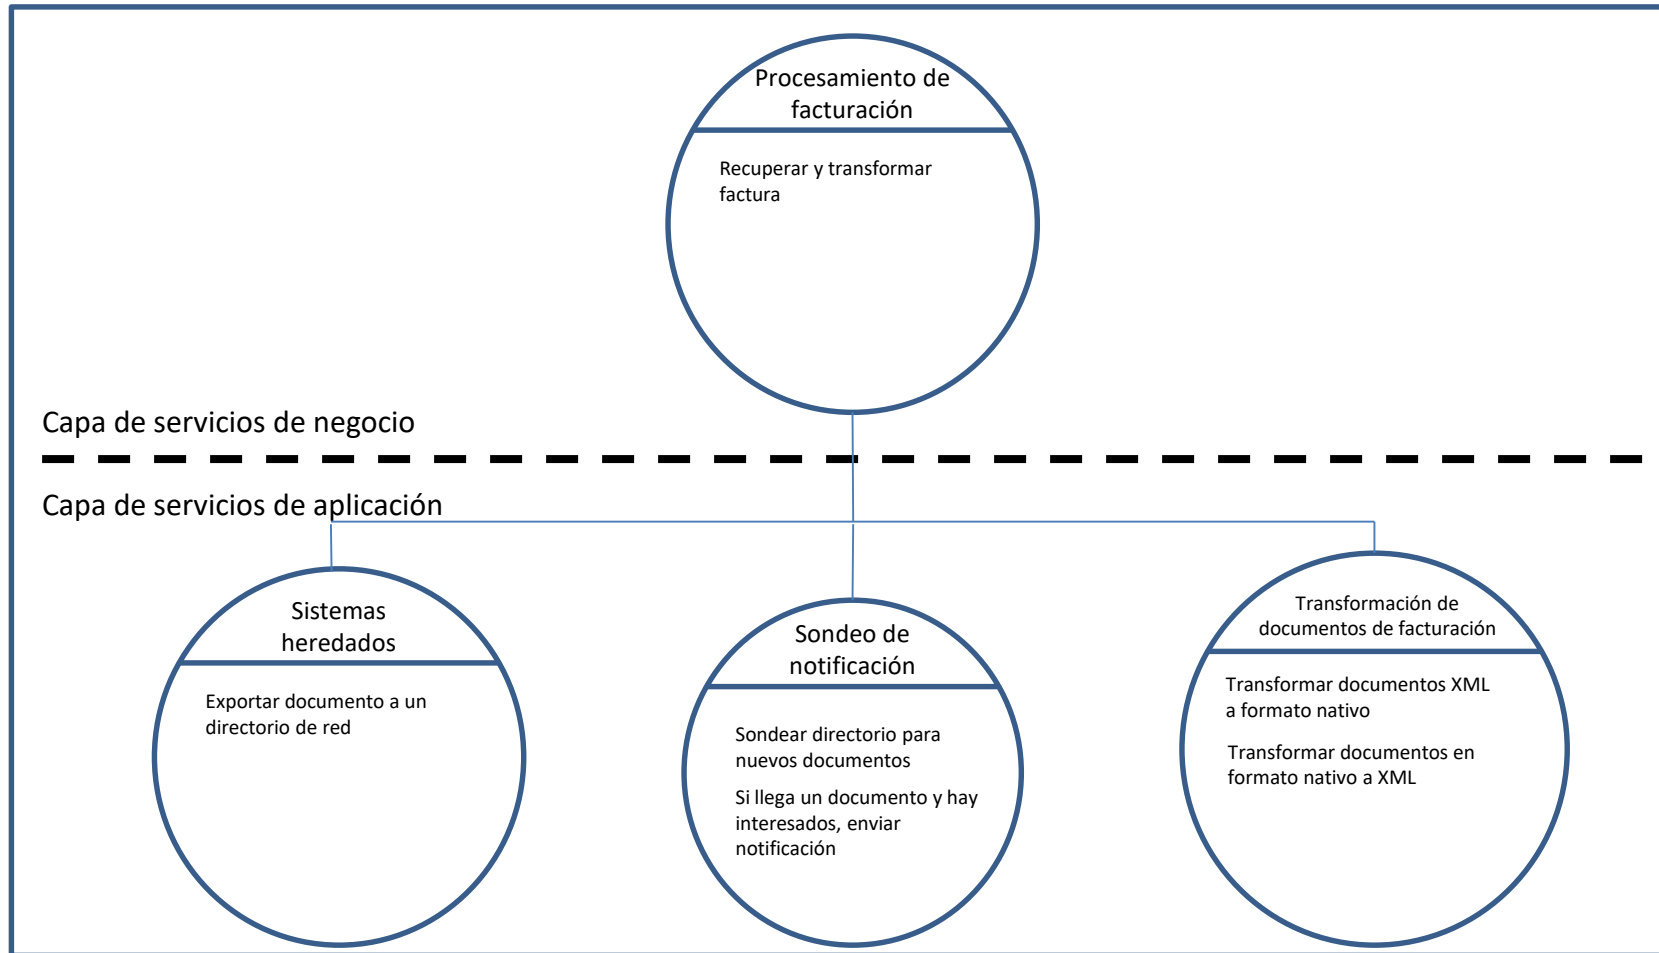 Procesamiento de
facturación
Recuperar y transformar
factura
Capa de servicios de negocio
Capa de servicios de aplicación
Sistemas
heredados
Exportar documento a un
directorio de red
Sondeo de
notificación
Sondear directorio para
nuevos documentos
Si llega un documento y hay
interesados, enviar
notificación
Transformación de
documentos de facturación
Transformar documentos XML
a formato nativo
Transformar documentos en
formato nativo a XML